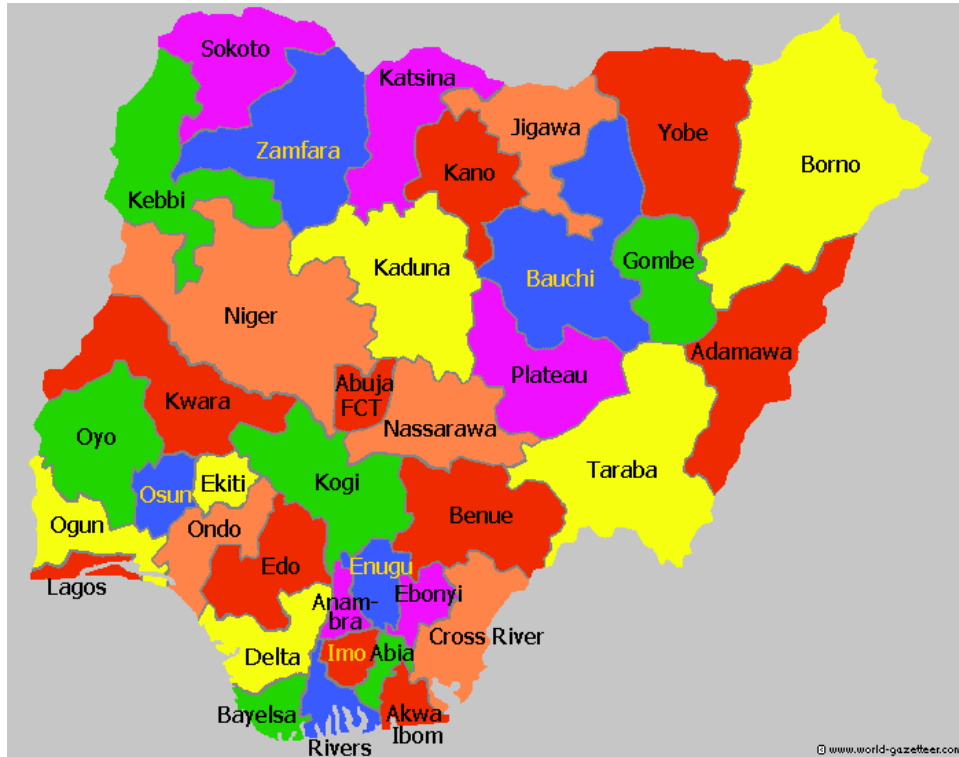 Sokoto
Katsina
Zamfara
Kano
Jigawa
Yobe
Borno
Kebbi
Kaduna
Bauchi
Gombe
Niger
Adamawa
Plateau
Abuja
FCT
Kwara
Nassarawa
Oyo
Taraba
Kogi
Osun
Ekiti
Benue
Ogun
Ondo
Edo
Enugu
Lagos
Anam-
bra
Ebonyi
Cross River
Delta
Imo
Abia
Bayelsa
Akwa
Ibom
Rivers
© www.world-gazetteer.com